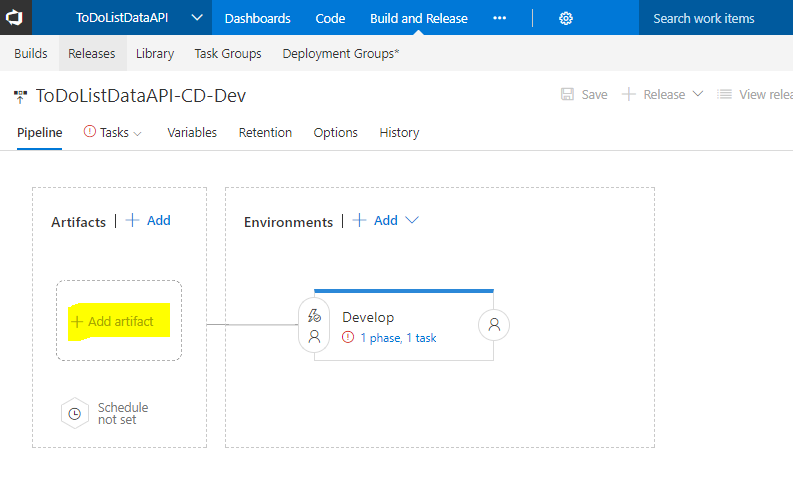 ToDoListDataAPI Dashboards Code Build and Release Search work items
Builds Releases Library Task Groups Deployment Groups*
ToDoListDataAPI-CD-Dev Save Release View relea
Pipeline Tasks Variables Retention Options History
Artifacts | + Add Environments | + Add
Develop
+ Add artifact
1 phase, 1 task
Schedule
not set